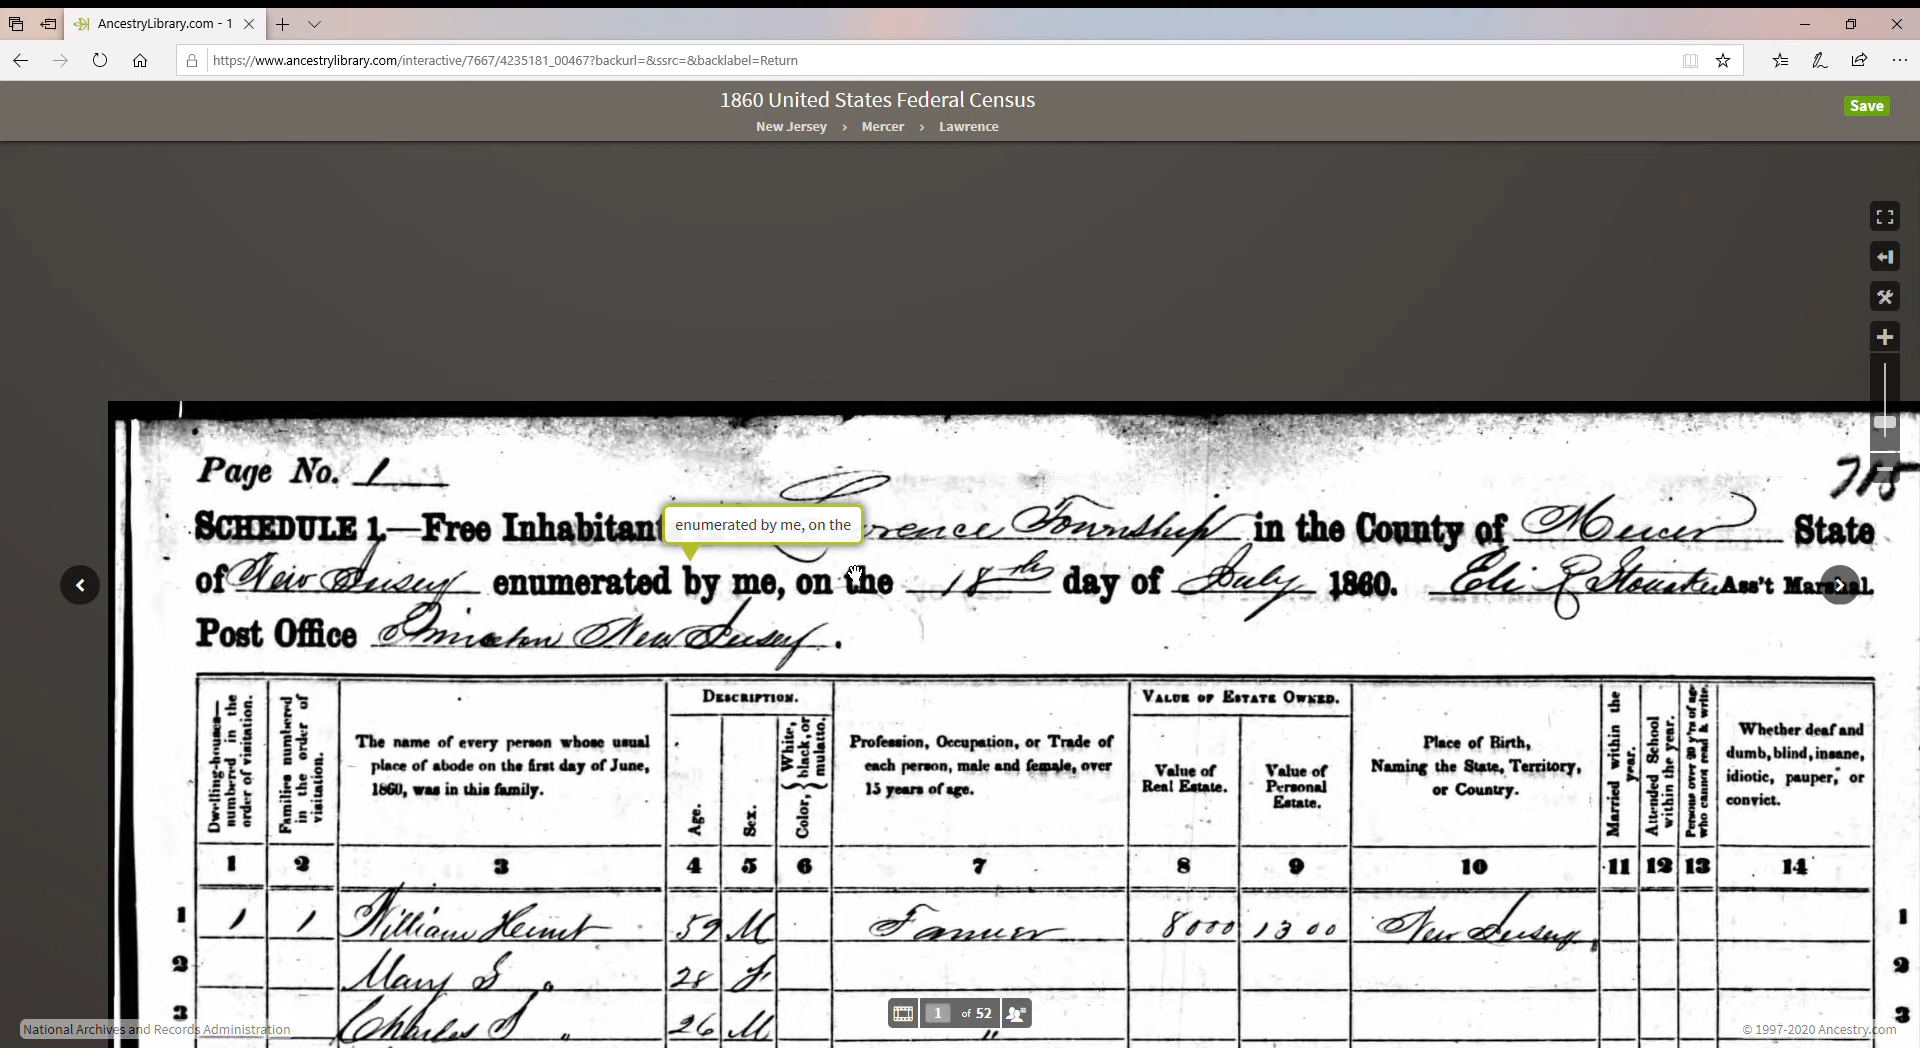 AncestryLibrary.com - 1
https://www.ancestrylibrary.com/interactive/7667/4235181_00467?backurl=&ssrc=&backlabel=Return
1860 United States Federal Census
New Jersey › Mercer › Lawrence
Save
Page No. 1
715
SCHEDULE 1.—Free Inhabitant rence Township in the County of Mercer State
enumerated by me, on the
of New Jersey enumerated by me, on the 18th day of July 1860. Eli R Ass't Marshal.
Post Office Princeton New Jersey .
Dwelling-houses—numbered in the order of visitation.
Families numbered in the order of visitation.
The name of every person whose usual
place of abode on the first day of June,
1860, was in this family.
DESCRIPTION.
Age.
Sex.
Color, { White, black, or mulatto.
Profession, Occupation, or Trade of
each person, male and female, over
15 years of age.
VALUE OF ESTATE OWNED.
Value of
Real Estate.
Value of
Personal
Estate.
Place of Birth,
Naming the State, Territory,
or Country.
Married within the year.
Attended School within the year.
Persons over 20 y'rs of age who cannot read & write.
Whether deaf and
dumb, blind, insane,
idiotic, pauper, or
convict.
1 2 3 4 5 6 7 8 9 10 11 12 13 14
1 1 1 William 59 M Farmer 8000 1300 New Jersey 1
2 Mary S " 28 F 2
3 Charles S " 26 M " 3
1 of 52
National Archives and Records Administration
© 1997-2020 Ancestry.com